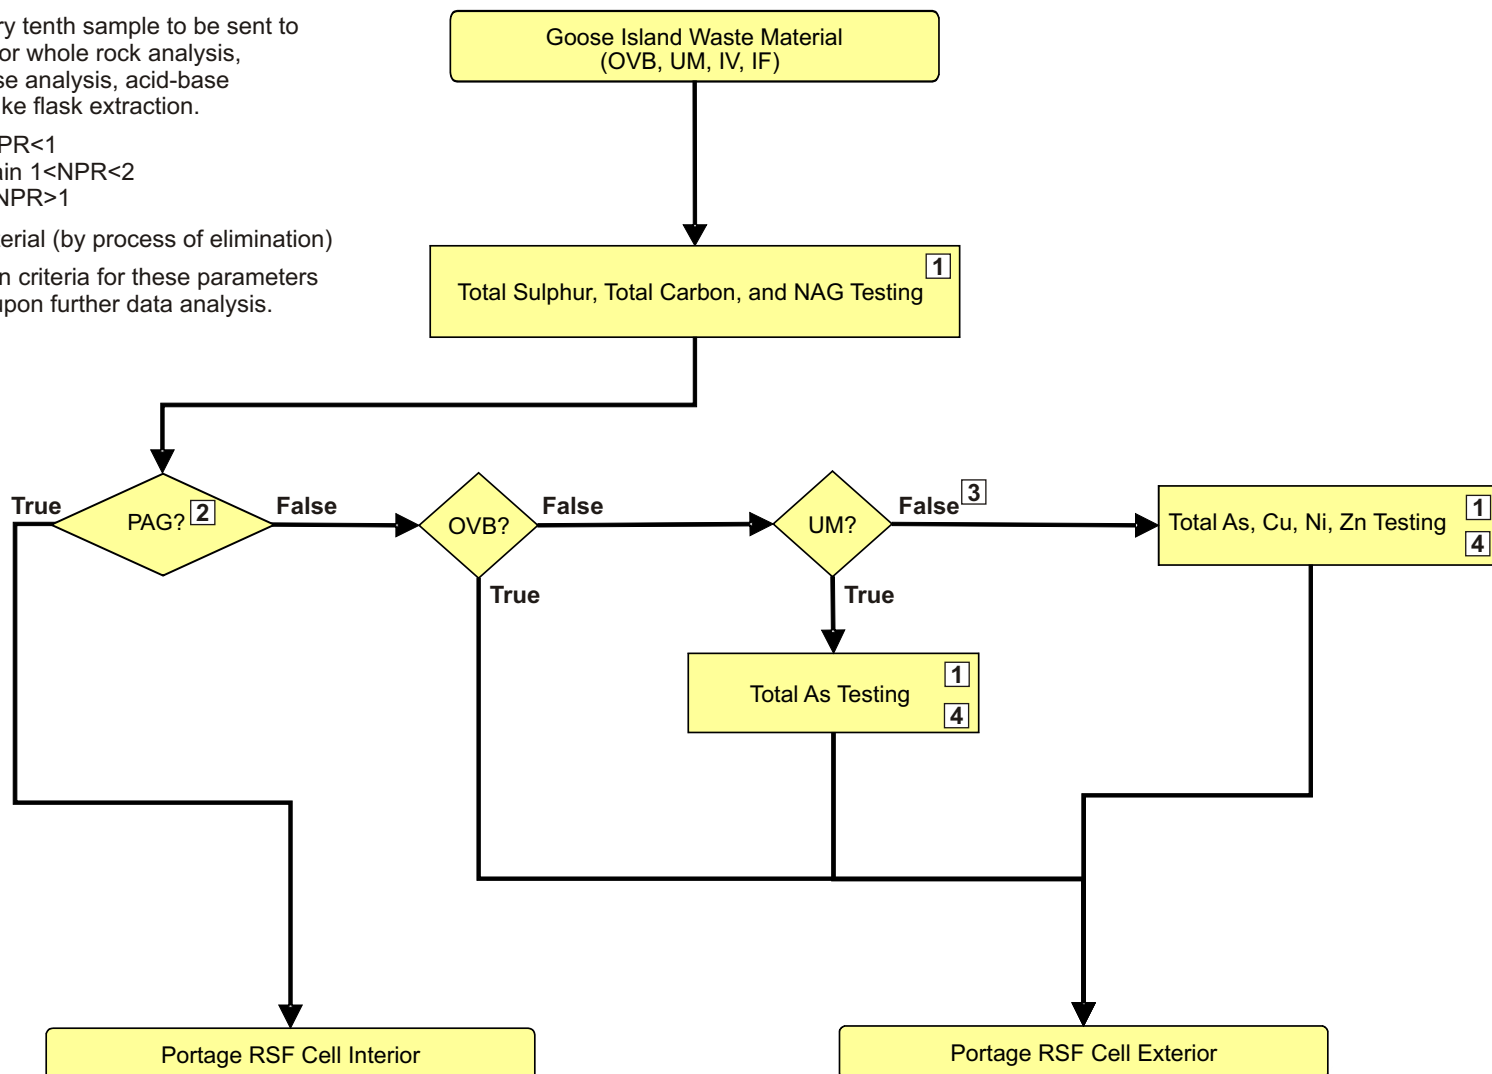 ry tenth sample to be sent to
or whole rock analysis,
se analysis, acid-base
ke flask extraction.
PR<1
ain 1<NPR<2
NPR>1
terial (by process of elimination)
n criteria for these parameters
upon further data analysis.
Goose Island Waste Material
(OVB, UM, IV, IF)
Total Sulphur, Total Carbon, and NAG Testing
1
True
PAG?
2
False
OVB?
False
UM?
False
3
Total As, Cu, Ni, Zn Testing
1
4
True
True
Total As Testing
1
4
Portage RSF Cell Interior
Portage RSF Cell Exterior